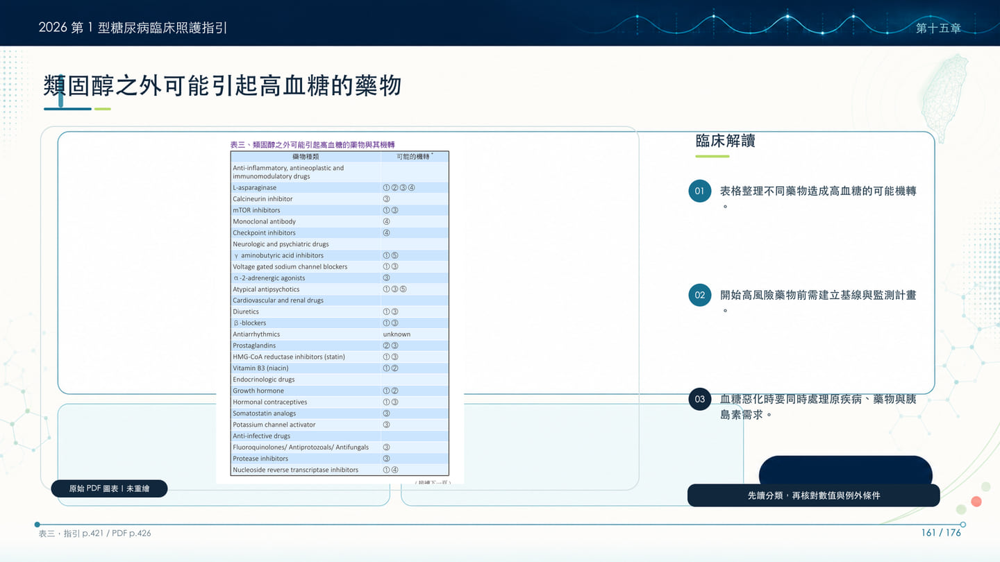 2026 第 1 型糖尿病臨床照護指引
第十五章
類固醇之外可能引起高血糖的藥物
表三、類固醇之外可能引起高血糖的藥物與其機轉
藥物種類 可能的機轉*
Anti-inflammatory, antineoplastic and
immunomodulatory drugs
L-asparaginase ①②③④
Calcineurin inhibitor ③
mTOR inhibitors ①③
Monoclonal antibody ④
Checkpoint inhibitors ④
Neurologic and psychiatric drugs
γ aminobutyric acid inhibitors ①⑤
Voltage gated sodium channel blockers ①③
α-2-adrenergic agonists ③
Atypical antipsychotics ①③⑤
Cardiovascular and renal drugs
Diuretics ①③
β-blockers ①③
Antiarrhythmics unknown
Prostaglandins ②③
HMG-CoA reductase inhibitors (statin) ①③
Vitamin B3 (niacin) ①②
Endocrinologic drugs
Growth hormone ①②
Hormonal contraceptives ①③
Somatostatin analogs ③
Potassium channel activator ③
Anti-infective drugs
Fluoroquinolones/ Antiprotozoals/ Antifungals ③
Protease inhibitors ③
Nucleoside reverse transcriptase inhibitors ①④
（接續下一頁）
原始 PDF 圖表｜未重繪
臨床解讀
01 表格整理不同藥物造成高血糖的可能機轉
。
02 開始高風險藥物前需建立基線與監測計畫
。
03 血糖惡化時要同時處理原疾病、藥物與胰
島素需求。
先讀分類，再核對數值與例外條件
表三・指引 p.421 / PDF p.426
161 / 176